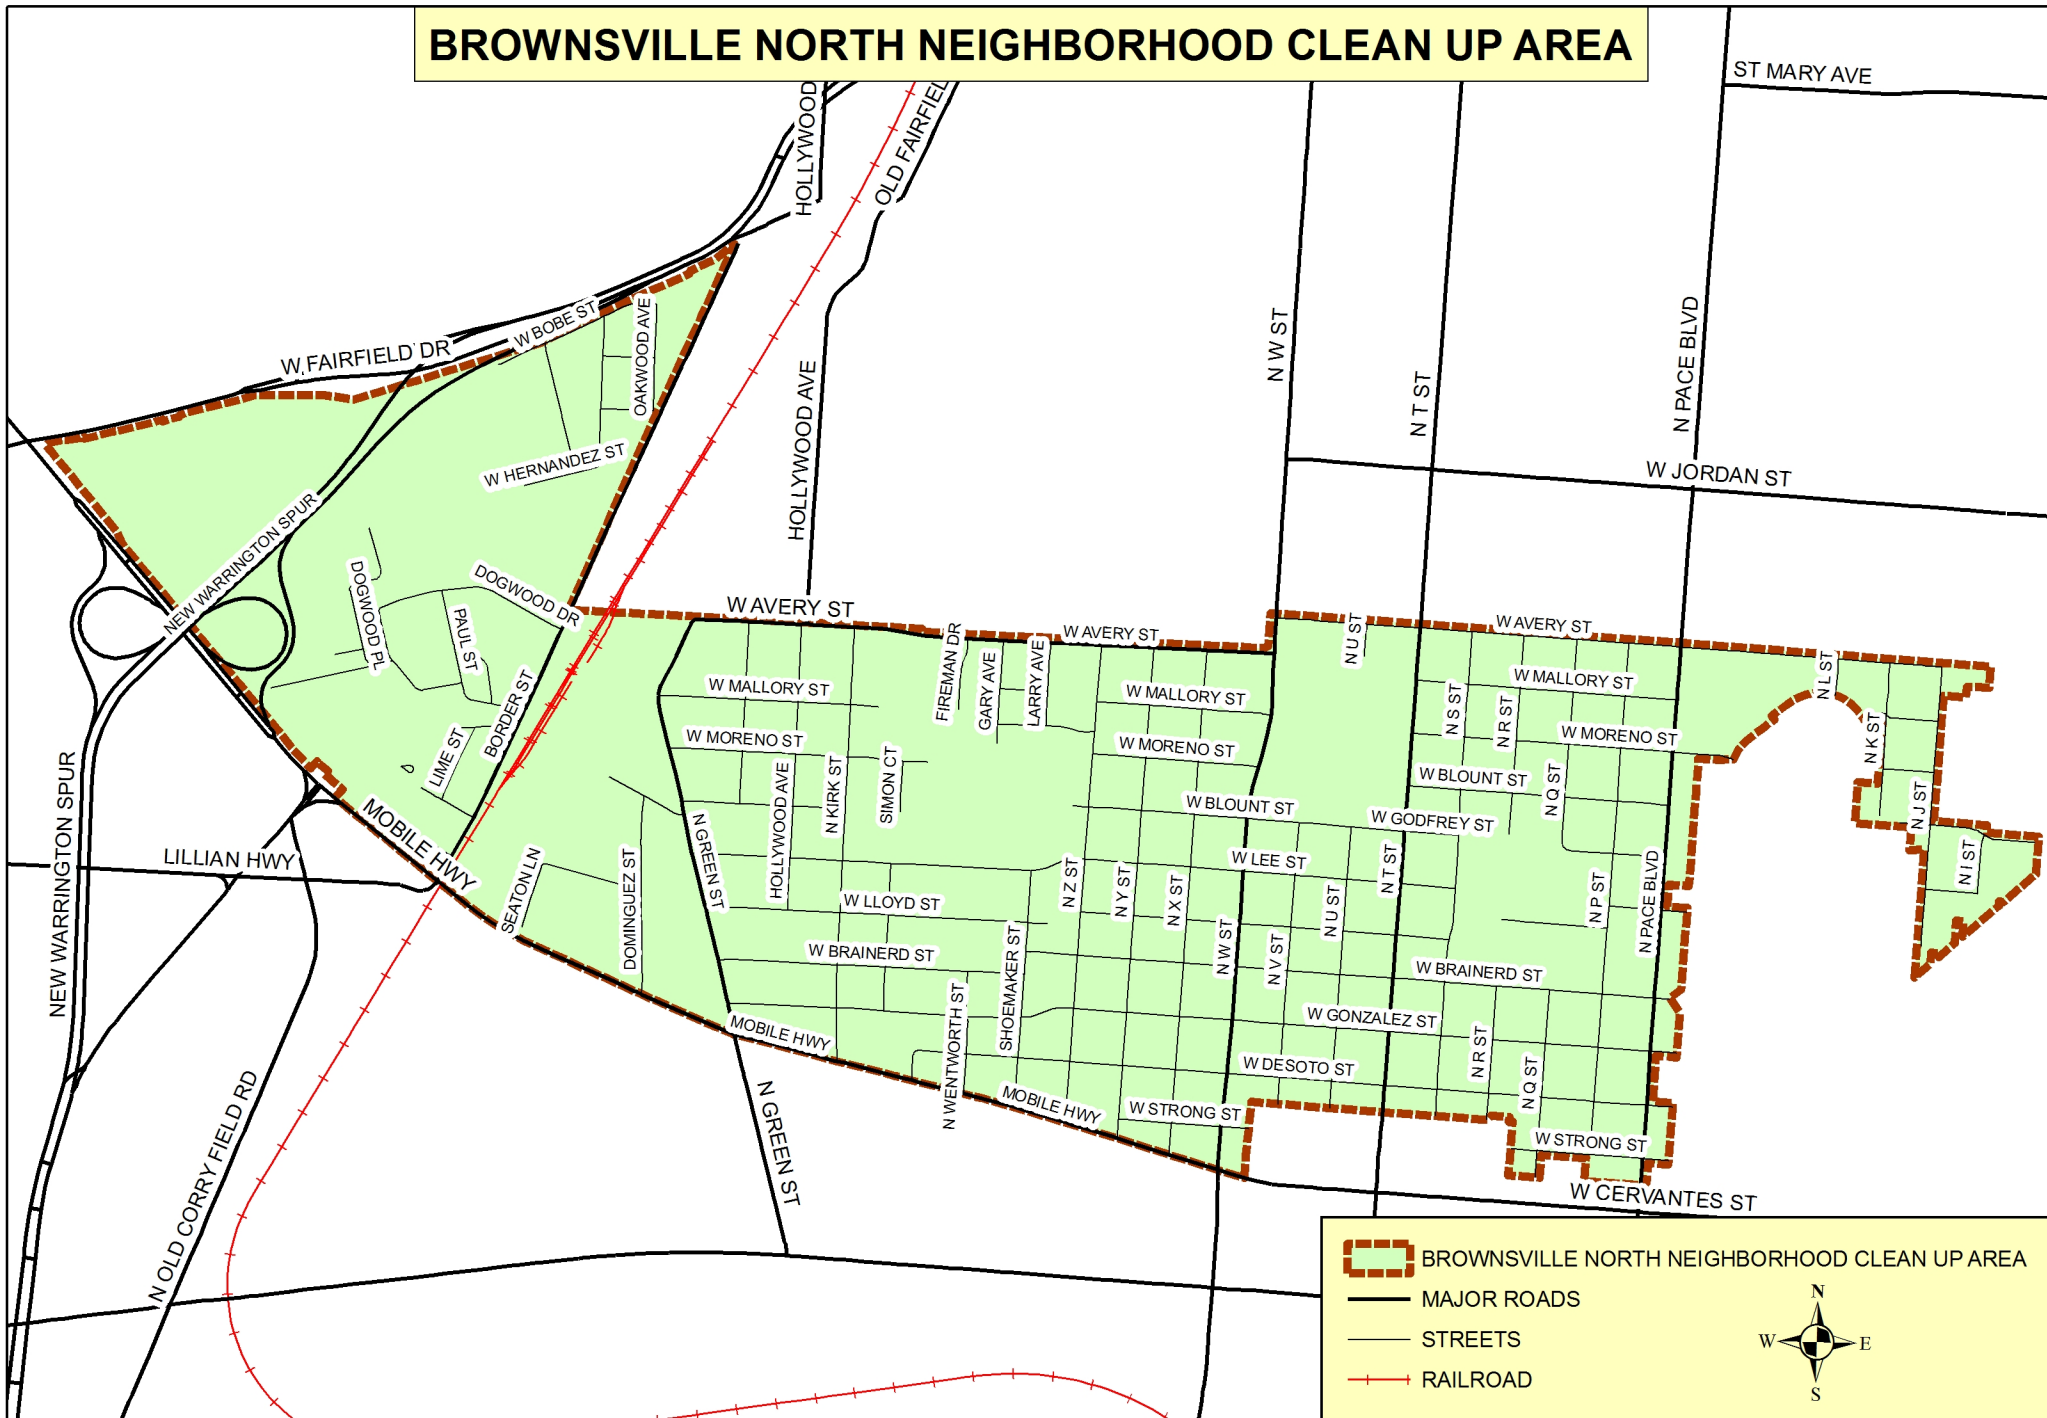 BROWNSVILLE NORTH NEIGHBORHOOD CLEAN UP AREA
ST MARY AVE
HOLLYWOOD
OLD FAIRFIEL
W FAIRFIELD DR
W BOBE ST
OAKWOOD AVE
N W ST
N T ST
N PACE BLVD
HOLLYWOOD AVE
W HERNANDEZ ST
W JORDAN ST
NEW WARRINGTON SPUR
DOGWOOD PL
DOGWOOD DR
PAUL ST
W AVERY ST
FIREMAN DR
W AVERY ST
N U ST
W AVERY ST
N L ST
BORDER ST
LIME ST
W MALLORY ST
GARY AVE
LARRY AVE
W MALLORY ST
W MALLORY ST
N S ST
N R ST
W MORENO ST
W MORENO ST
W MORENO ST
N K ST
HOLLYWOOD AVE
N KIRK ST
SIMON CT
W BLOUNT ST
W BLOUNT ST
N Q ST
W GODFREY ST
N J ST
NEW WARRINGTON SPUR
MOBILE HWY
LILLIAN HWY
SEATON LN
DOMINGUEZ ST
N GREEN ST
N Z ST
N Y ST
N X ST
W LEE ST
N T ST
N I ST
W LLOYD ST
N U ST
N P ST
N PACE BLVD
W BRAINERD ST
SHOEMAKER ST
N W ST
N V ST
W BRAINERD ST
MOBILE HWY
N WENTWORTH ST
W GONZALEZ ST
N R ST
W DESOTO ST
N Q ST
MOBILE HWY
W STRONG ST
W STRONG ST
N OLD CORRY FIELD RD
N GREEN ST
W CERVANTES ST
BROWNSVILLE NORTH NEIGHBORHOOD CLEAN UP AREA
MAJOR ROADS
STREETS
RAILROAD
N
W
E
S